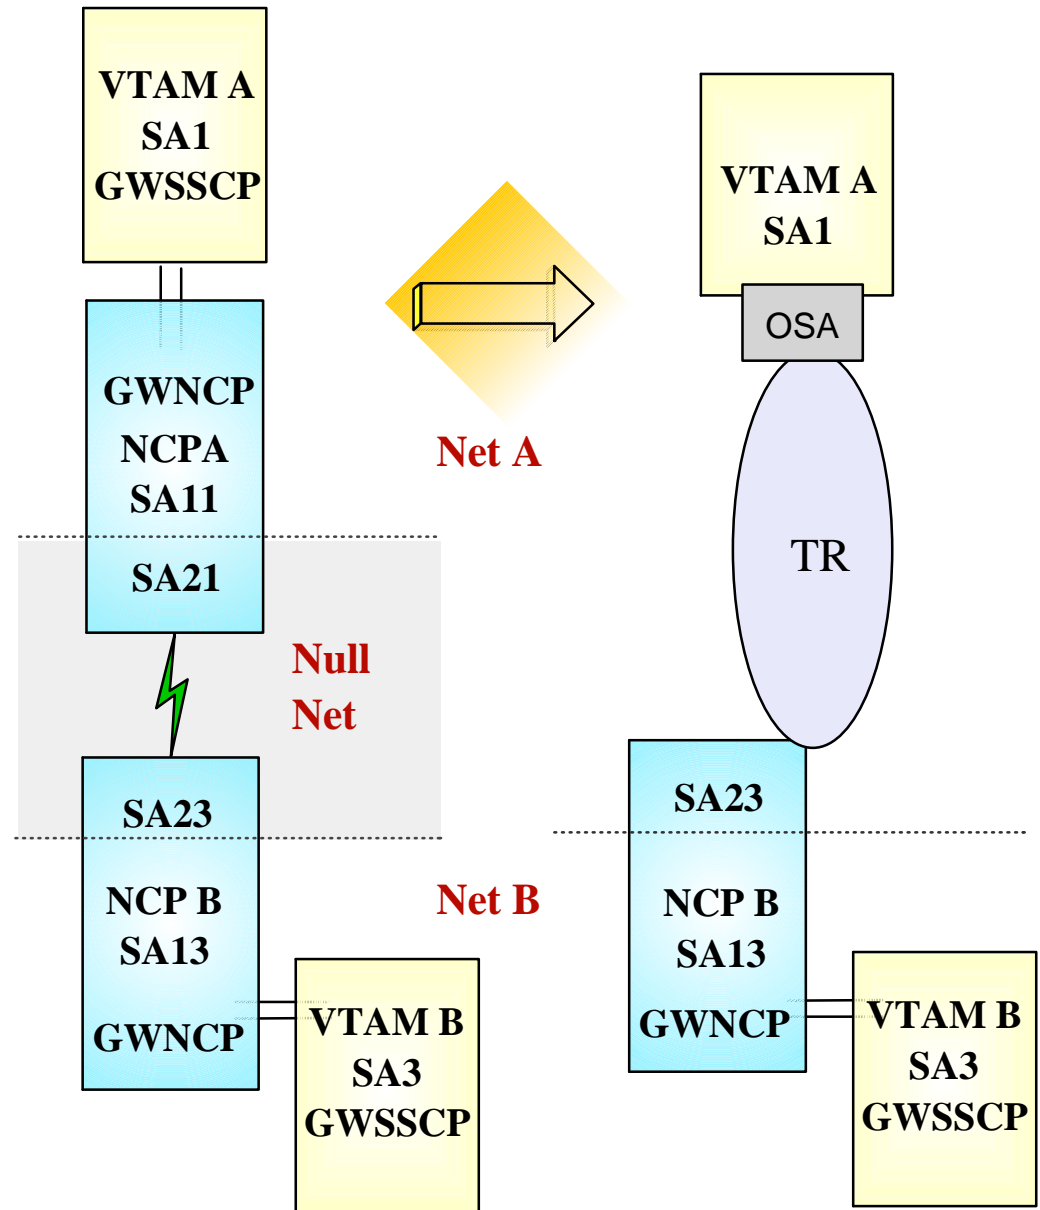 VTAM A
SA1
GWSSCP
GWNCP
NCPA
SA11
SA21
Null
Net
SA23
NCP B
SA13
GWNCP
VTAM B
SA3
GWSSCP
Net A
Net B
VTAM A
SA1
OSA
TR
SA23
NCP B
SA13
GWNCP
VTAM B
SA3
GWSSCP